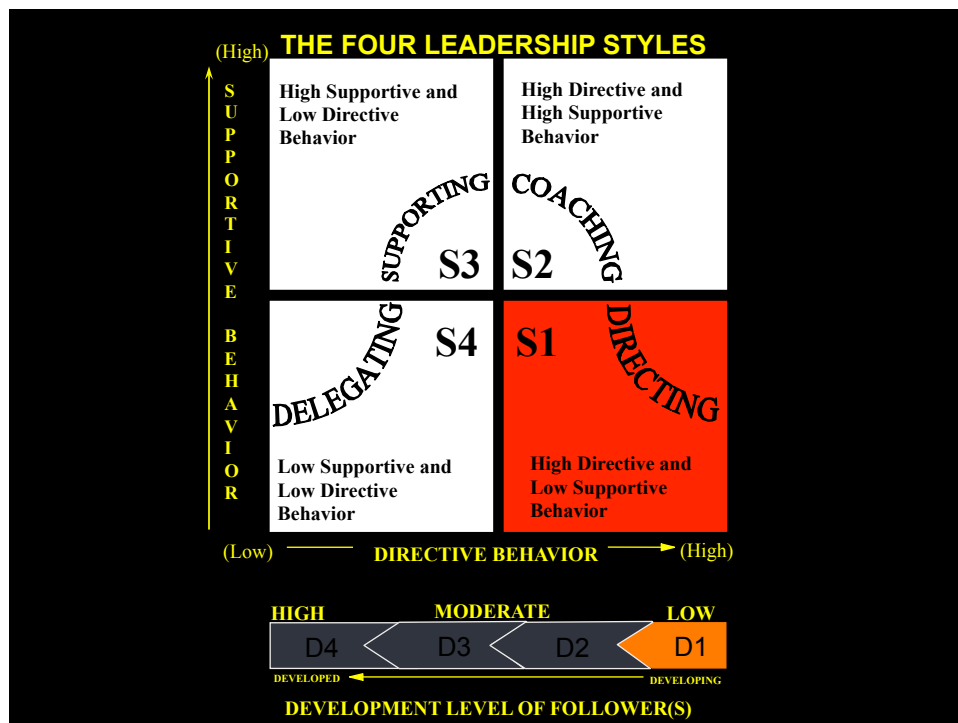 THE FOUR LEADERSHIP STYLES
(High)
SUPPORTIVE BEHAVIOR
High Supportive and
Low Directive
Behavior
SUPPORTING
S3
High Directive and
High Supportive
Behavior
COACHING
S2
DELEGATING
S4
Low Supportive and
Low Directive
Behavior
S1
DIRECTING
High Directive and
Low Supportive
Behavior
(Low)
DIRECTIVE BEHAVIOR
(High)
HIGH
MODERATE
LOW
D4
D3
D2
D1
DEVELOPED
DEVELOPING
DEVELOPMENT LEVEL OF FOLLOWER(S)